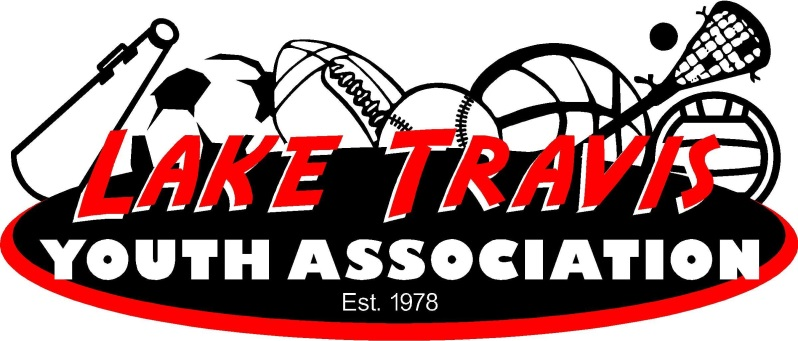 LAKE TRAVIS
YOUTH ASSOCIATION
Est. 1978